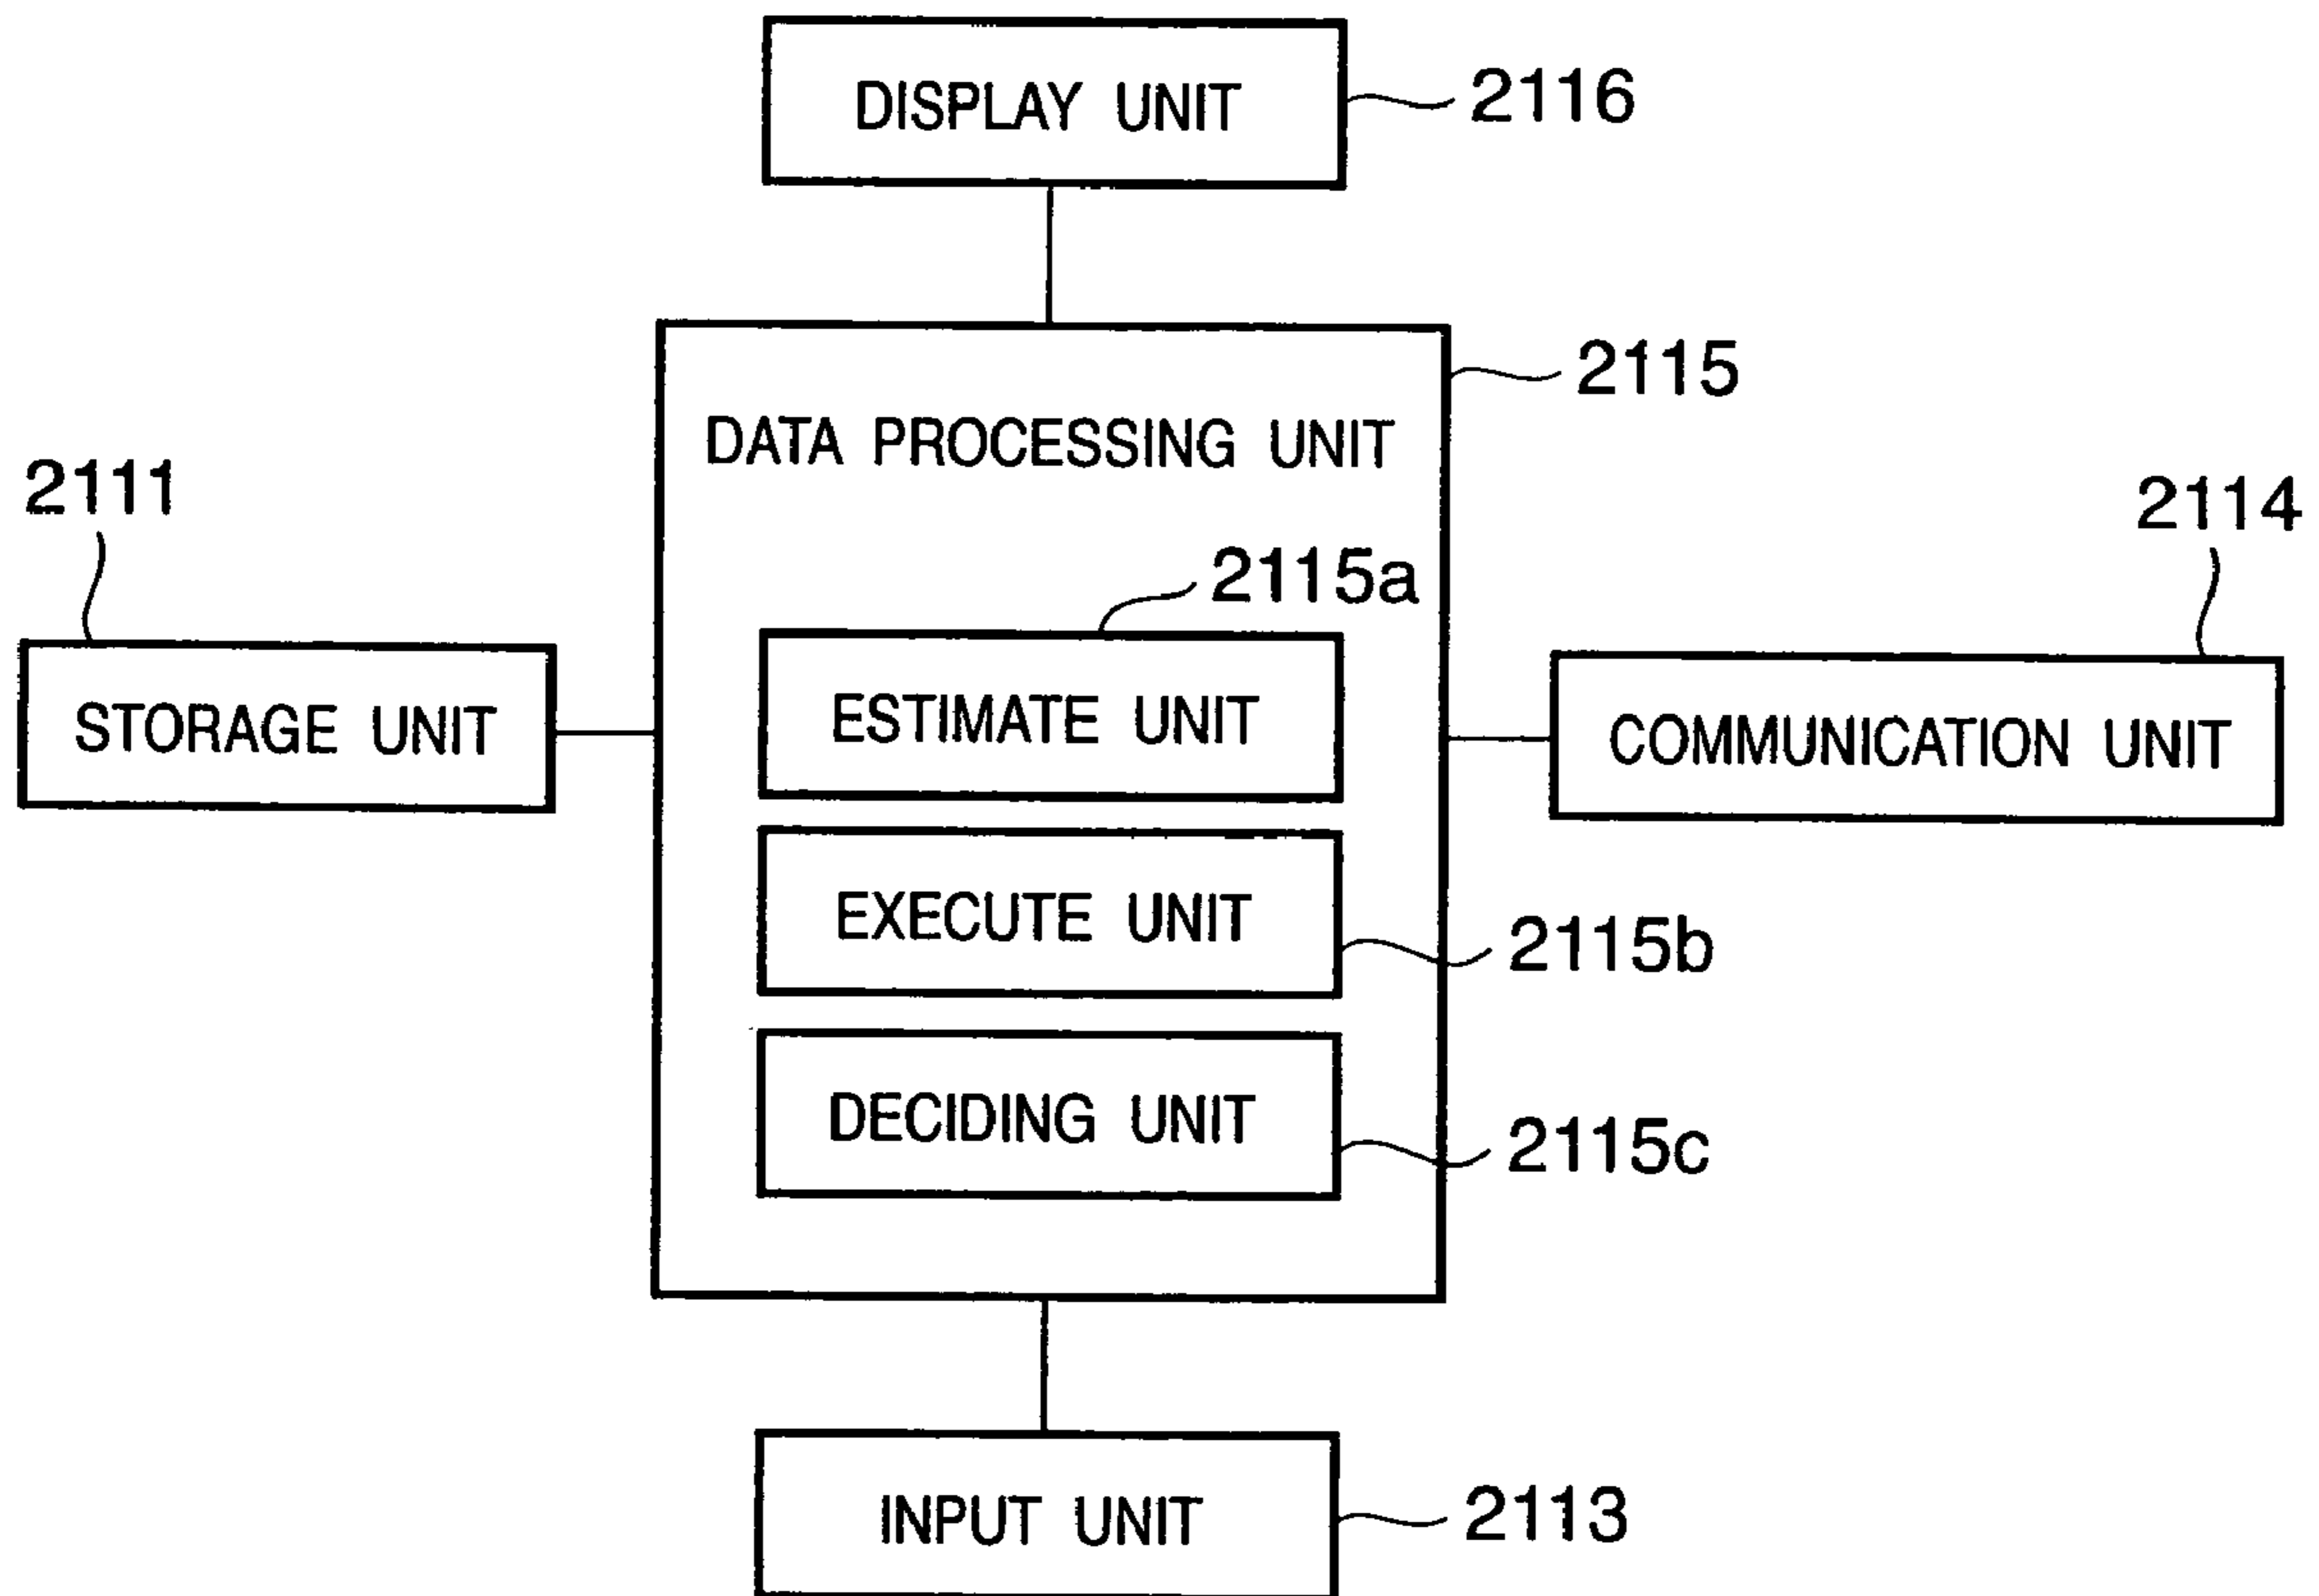 DISPLAY UNIT
2116
2115
DATA PROCESSING UNIT
2111
2114
2115a
STORAGE UNIT
ESTIMATE UNIT
COMMUNICATION UNIT
EXECUTE UNIT
2115b
DECIDING UNIT
2115c
INPUT UNIT
2113